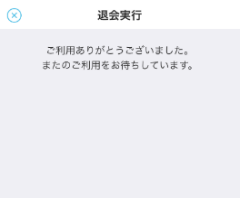 退会実行
ご利用ありがとうございました。
またのご利用をお待ちしています。